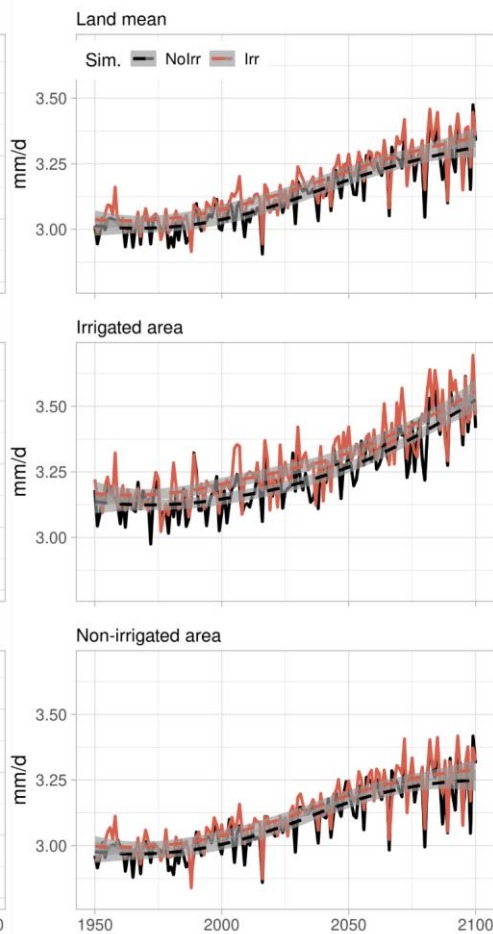 Land mean
Sim. NoIrr Irr
3.50
3.25
3.00
mm/d
Irrigated area
3.50
3.25
3.00
mm/d
Non-irrigated area
3.50
3.25
3.00
mm/d
0 1950 2000 2050 2100